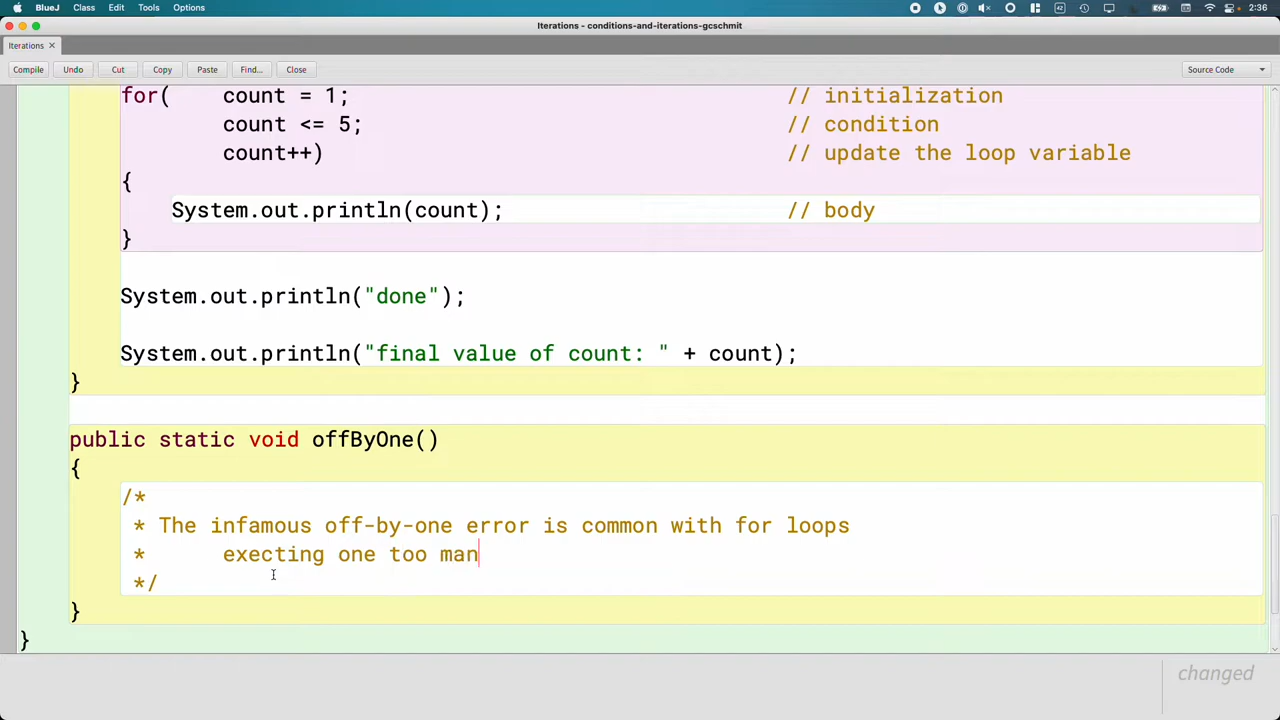 BlueJ Class Edit Tools Options 2:36
Iterations - conditions-and-iterations-gcschmit
Iterations ×
Compile Undo Cut Copy Paste Find... Close Source Code
for( count = 1; // initialization
count <= 5; // condition
count++) // update the loop variable
{
System.out.println(count); // body
}
System.out.println("done");
System.out.println("final value of count: " + count);
}
public static void offByOne()
{
/*
* The infamous off-by-one error is common with for loops
* execting one too man
*/
}
}
changed